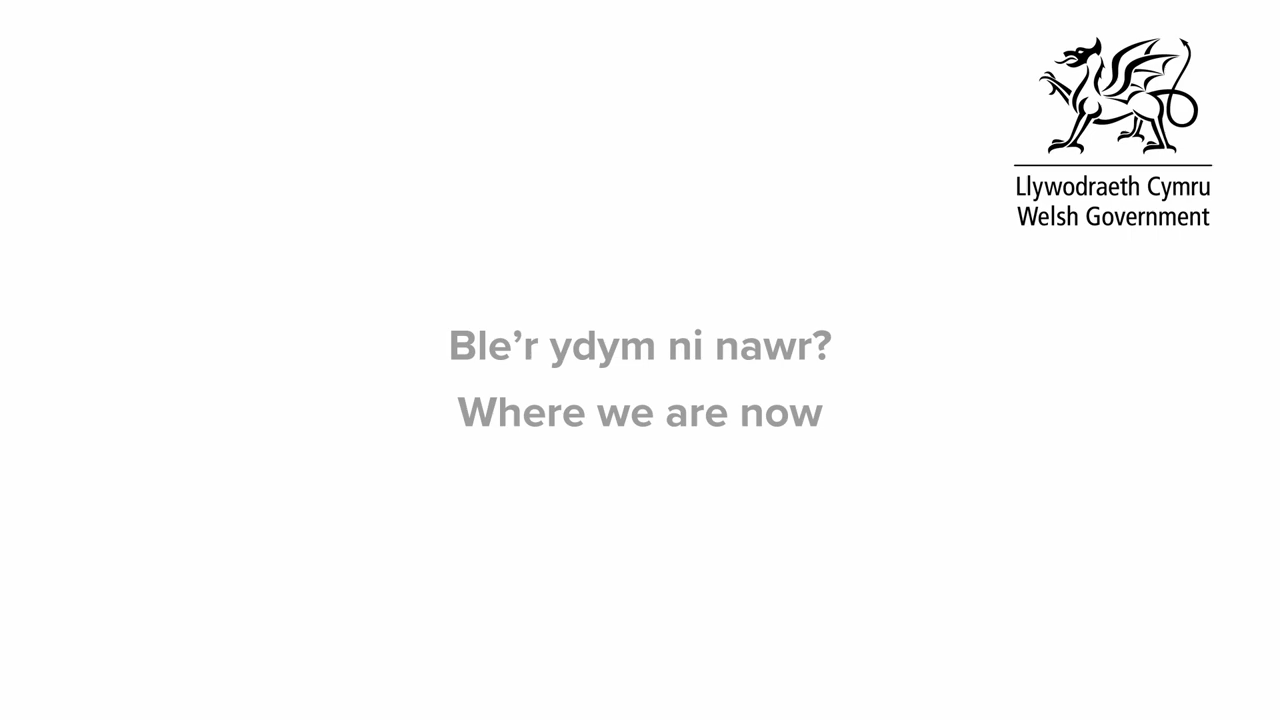 Llywodraeth Cymru
Welsh Government
Ble’r ydym ni nawr?
Where we are now